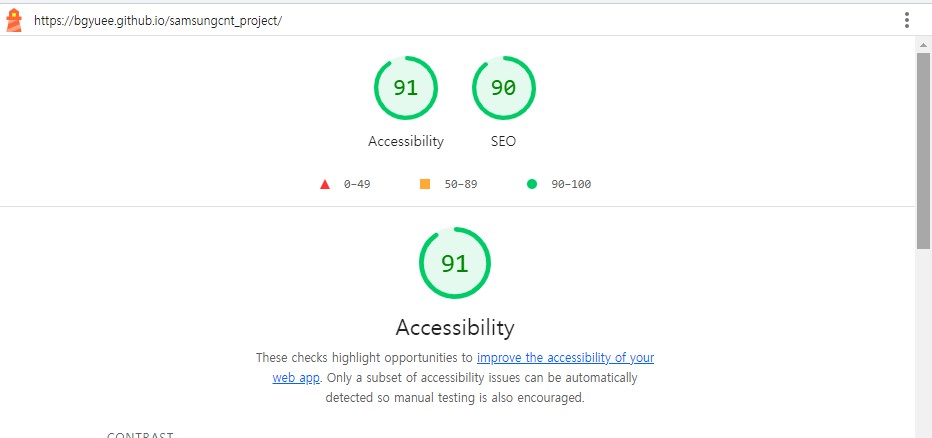 https://bgyuee.github.io/samsungcnt_project/
91 90
Accessibility SEO
0–49 50–89 90–100
91
Accessibility
These checks highlight opportunities to improve the accessibility of your
web app. Only a subset of accessibility issues can be automatically
detected so manual testing is also encouraged.
CONTRAST